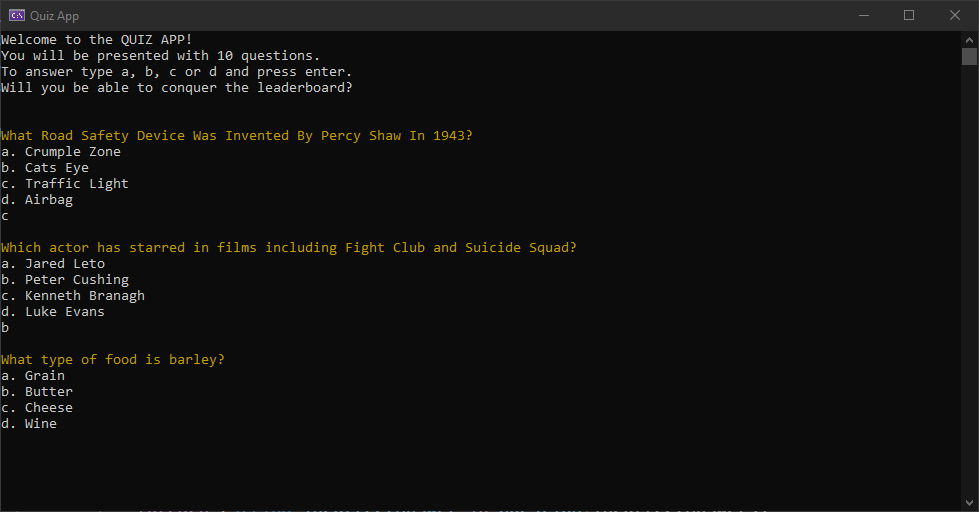 Quiz App
Welcome to the QUIZ APP!
You will be presented with 10 questions.
To answer type a, b, c or d and press enter.
Will you be able to conquer the leaderboard?
What Road Safety Device Was Invented By Percy Shaw In 1943?
a. Crumple Zone
b. Cats Eye
c. Traffic Light
d. Airbag
c
Which actor has starred in films including Fight Club and Suicide Squad?
a. Jared Leto
b. Peter Cushing
c. Kenneth Branagh
d. Luke Evans
b
What type of food is barley?
a. Grain
b. Butter
c. Cheese
d. Wine